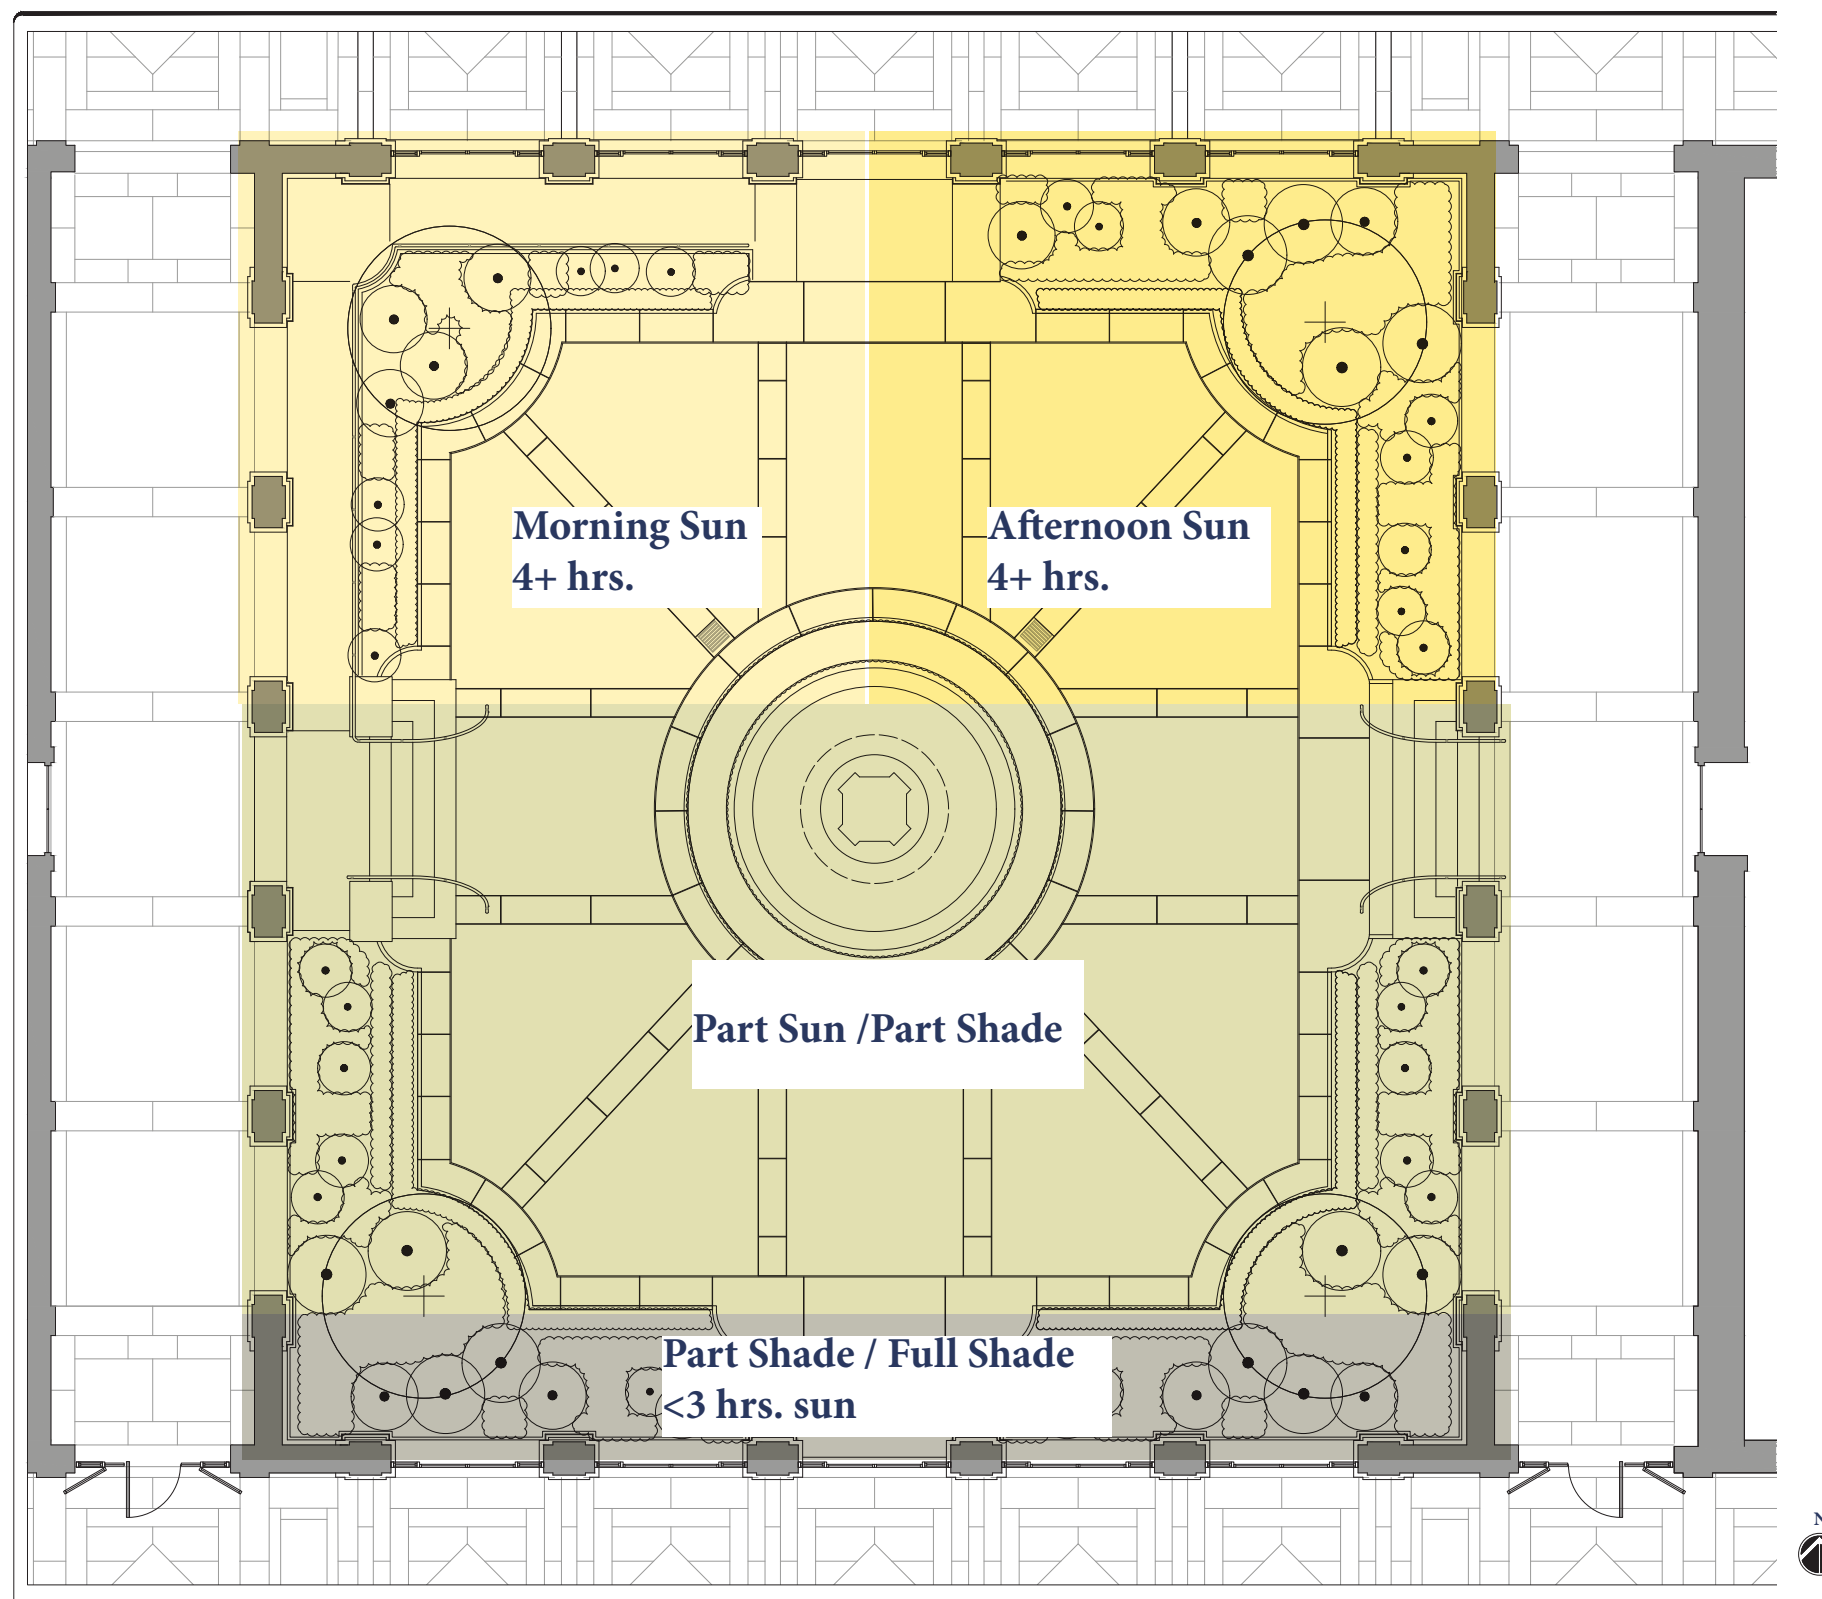 Morning Sun
4+ hrs.
Afternoon Sun
4+ hrs.
Part Sun /Part Shade
Part Shade / Full Shade
<3 hrs. sun
N